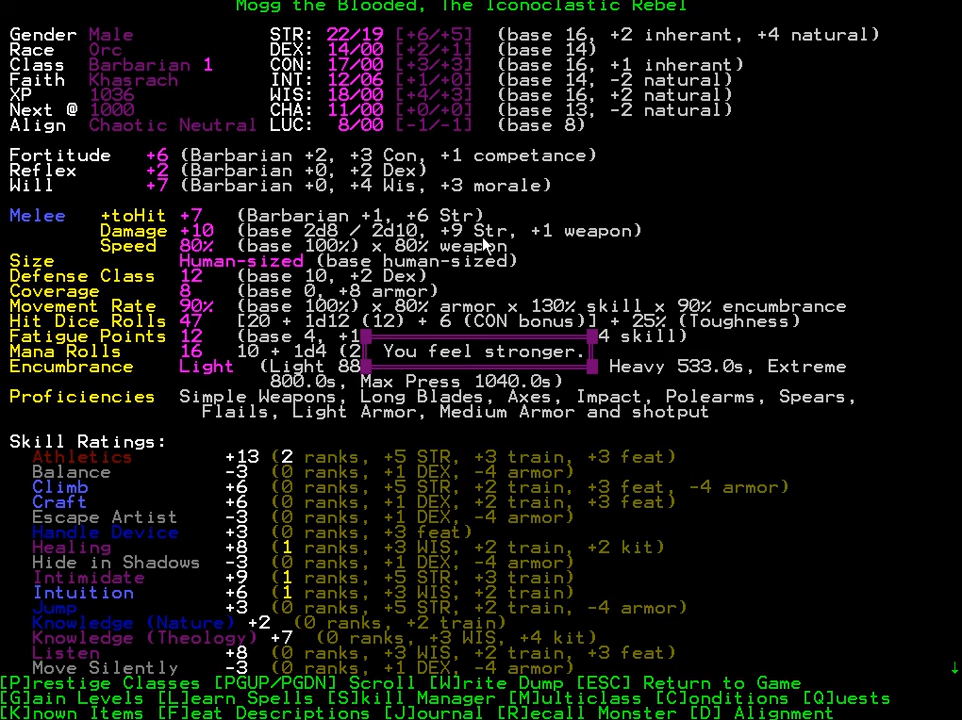 Mogg the Blooded, The Iconoclastic Rebel
Gender Male STR: 22/19 [+6/+5] (base 16, +2 inherant, +4 natural)
Race Orc DEX: 14/00 [+2/+1] (base 14)
Class Barbarian 1 CON: 17/00 [+3/+3] (base 16, +1 inherant)
Faith Khasrach INT: 12/06 [+1/+0] (base 14, -2 natural)
XP 1036 WIS: 18/00 [+4/+3] (base 16, +2 natural)
Next @ 1000 CHA: 11/00 [+0/+0] (base 13, -2 natural)
Align Chaotic Neutral LUC: 8/00 [-1/-1] (base 8)
Fortitude +6 (Barbarian +2, +3 Con, +1 competance)
Reflex +2 (Barbarian +0, +2 Dex)
Will +7 (Barbarian +0, +4 Wis, +3 morale)
Melee +toHit +7 (Barbarian +1, +6 Str)
Damage +10 (base 2d8 / 2d10, +9 Str, +1 weapon)
Speed 80% (base 100%) x 80% weapon
Size Human-sized (base human-sized)
Defense Class 12 (base 10, +2 Dex)
Coverage 8 (base 0, +8 armor)
Movement Rate 90% (base 100%) x 80% armor x 130% skill x 90% encumbrance
Hit Dice Rolls 47 [20 + 1d12 (12) + 6 (CON bonus)] + 25% (Toughness)
Fatigue Points 12 (base 4, +1 4 skill)
Mana Rolls 16 10 + 1d4 (2 You feel stronger.
Encumbrance Light (Light 88 Heavy 533.0s, Extreme
800.0s, Max Press 1040.0s)
Proficiencies Simple Weapons, Long Blades, Axes, Impact, Polearms, Spears,
Flails, Light Armor, Medium Armor and shotput
Skill Ratings:
Athletics +13 (2 ranks, +5 STR, +3 train, +3 feat)
Balance -3 (0 ranks, +1 DEX, -4 armor)
Climb +6 (0 ranks, +5 STR, +2 train, +3 feat, -4 armor)
Craft +6 (0 ranks, +1 DEX, +2 train, +3 feat)
Escape Artist -3 (0 ranks, +1 DEX, -4 armor)
Handle Device +3 (0 ranks, +3 feat)
Healing +8 (1 ranks, +3 WIS, +2 train, +2 kit)
Hide in Shadows -3 (0 ranks, +1 DEX, -4 armor)
Intimidate +9 (1 ranks, +5 STR, +3 train)
Intuition +6 (1 ranks, +3 WIS, +2 train)
Jump +3 (0 ranks, +5 STR, +2 train, -4 armor)
Knowledge (Nature) +2 (0 ranks, +2 train)
Knowledge (Theology) +7 (0 ranks, +3 WIS, +4 kit)
Listen +8 (0 ranks, +3 WIS, +2 train, +3 feat)
Move Silently -3 (0 ranks, +1 DEX, -4 armor) ↓
[P]restige Classes [PGUP/PGDN] Scroll [W]rite Dump [ESC] Return to Game
[G]ain Levels [L]earn Spells [S]kill Manager [M]ulticlass [C]onditions [Q]uests
[K]nown Items [F]eat Descriptions [J]ournal [R]ecall Monster [D] Alignment